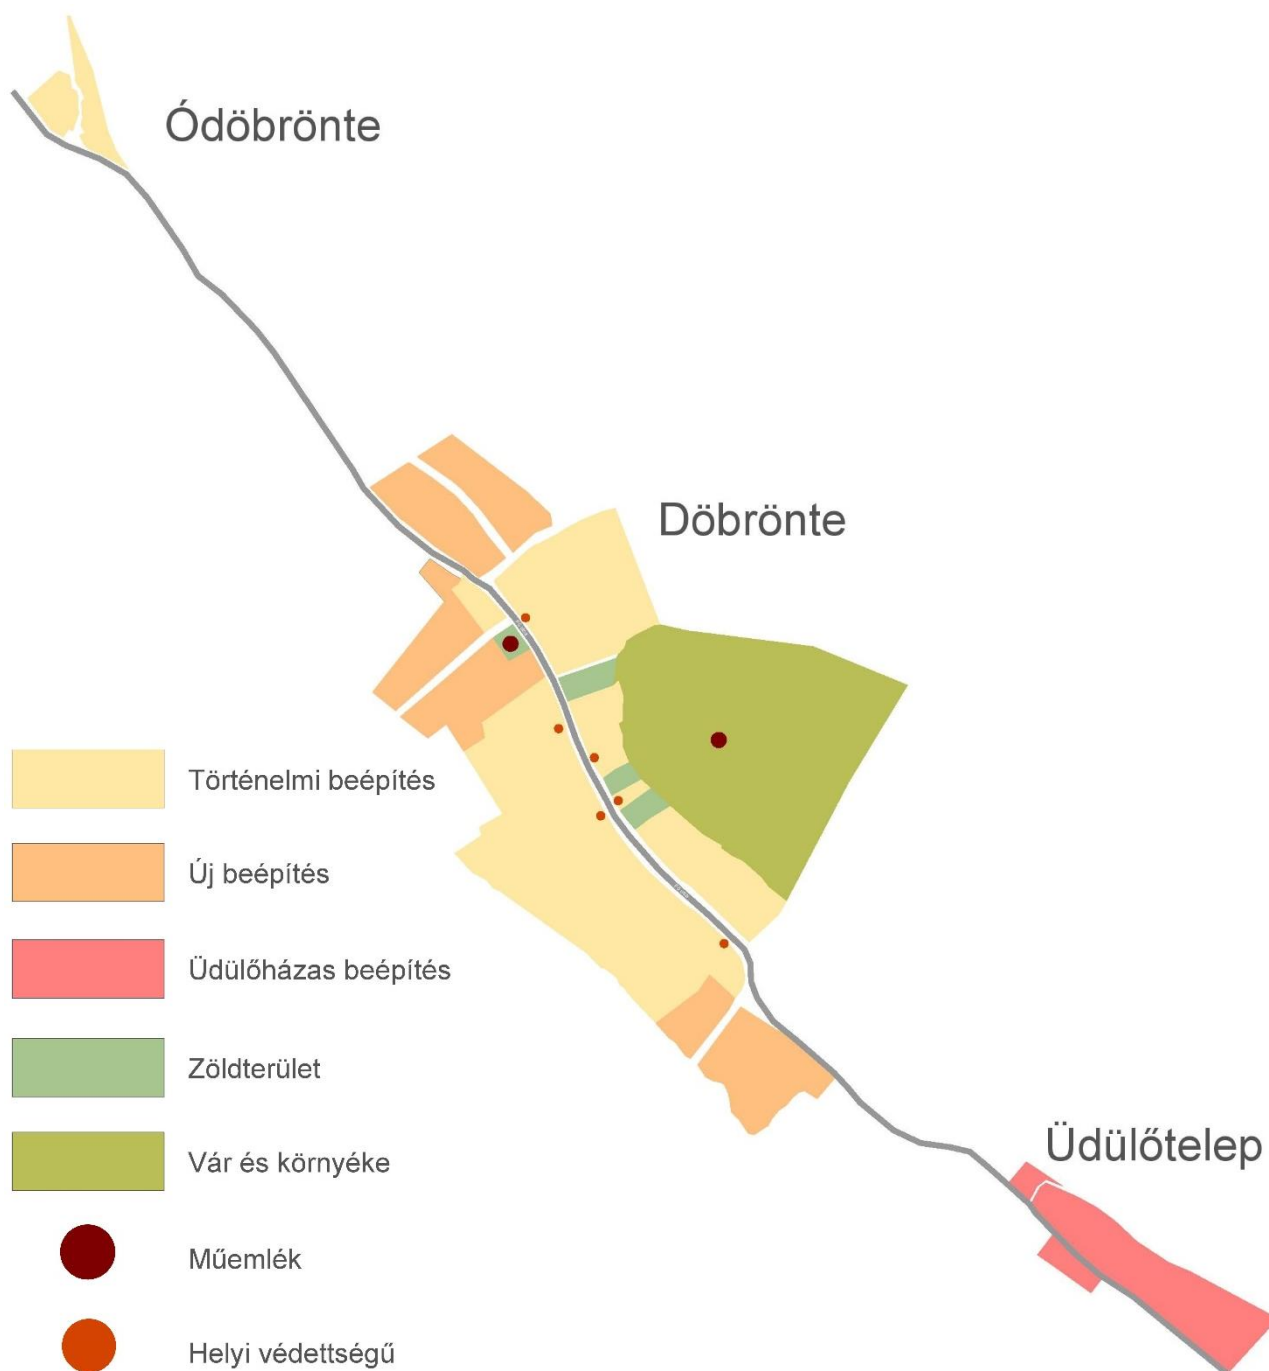 Ódöbrönte
Döbrönte
Történelmi beépítés
Új beépítés
Üdülőházas beépítés
Zöldterület
Üdülőtelep
Vár és környéke
Műemlék
Helyi védettségű